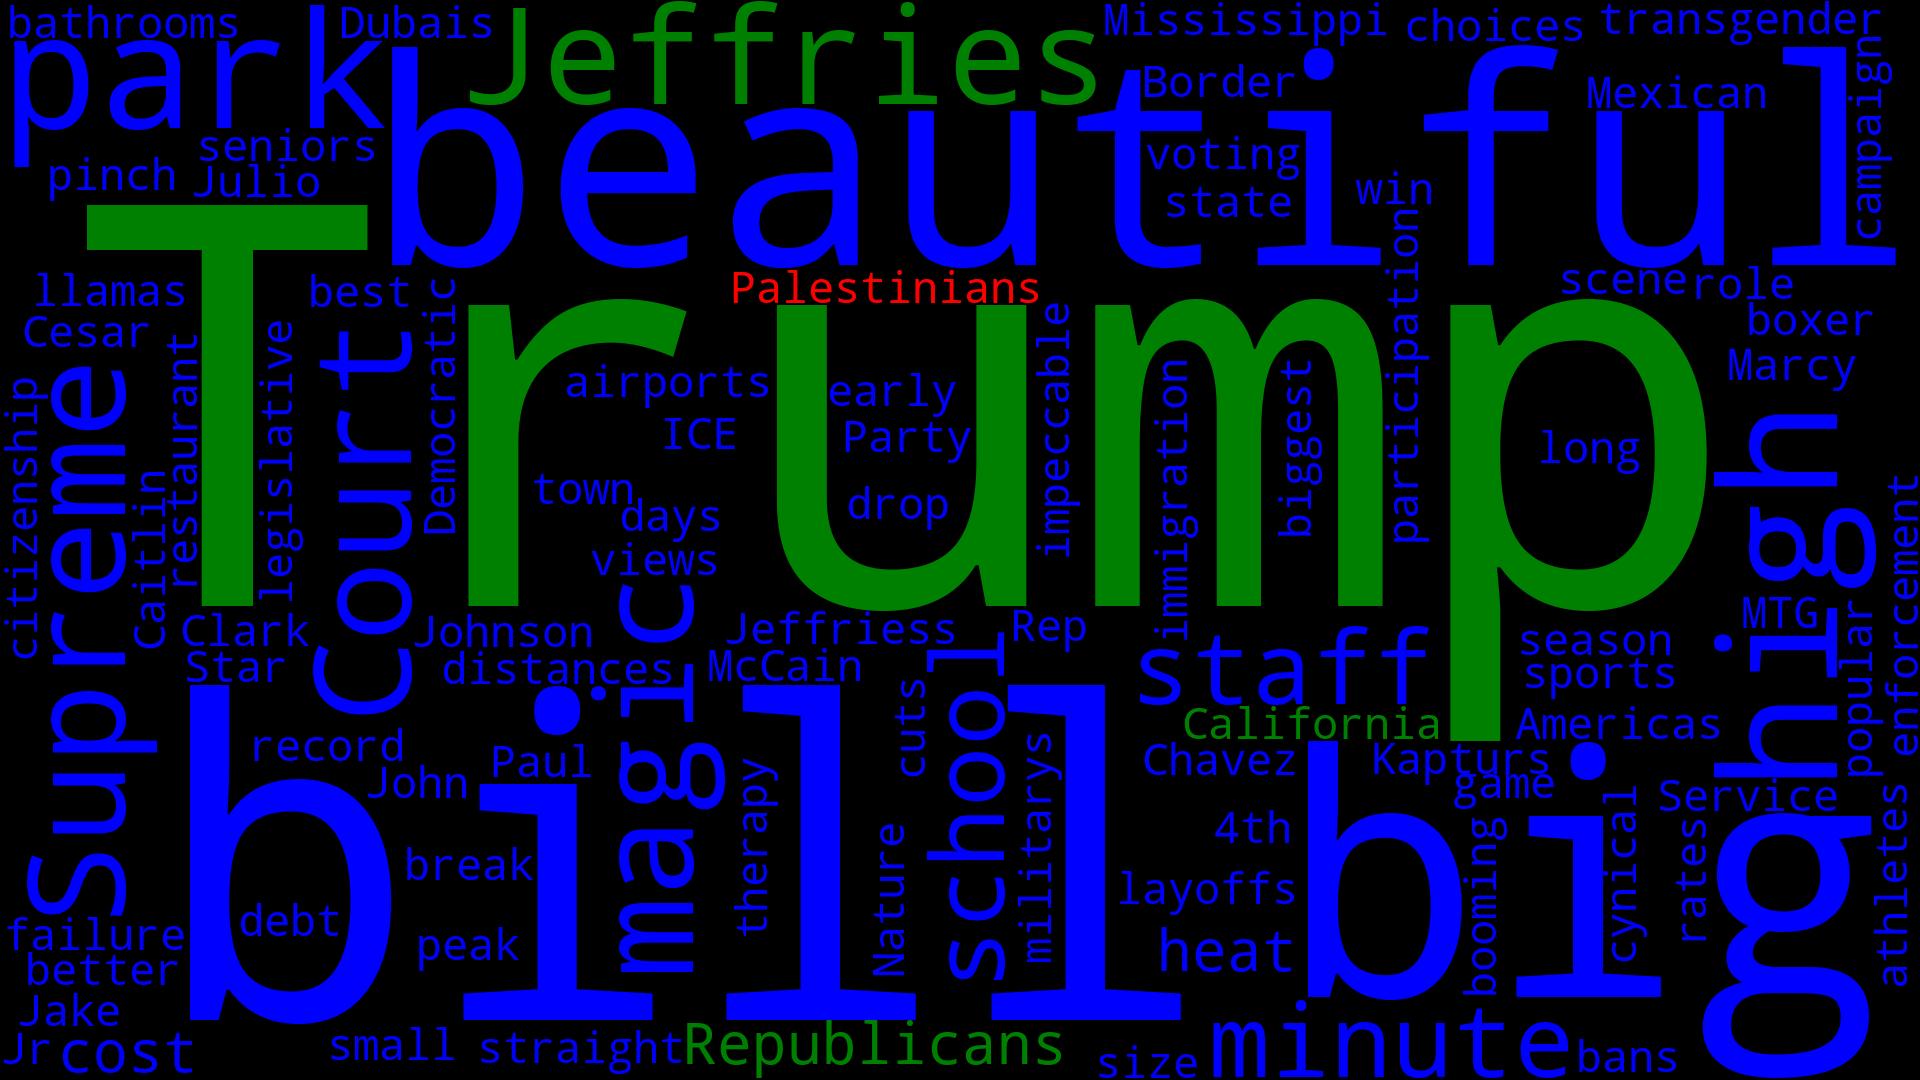 bathrooms
Dubais
Jeffries
Mississippi
choices
transgender
park
beautiful
Border
Mexican
campaign
seniors
voting
pinch
Julio
state
win
Trump
llamas
best
Palestinians
participation
scene
role
Cesar
boxer
Marcy
Supreme
Court
citizenship
restaurant
Caitlin
legislative
Democratic
airports
early
impeccable
immigration
biggest
ICE
Party
long
high
town
days
drop
views
enforcement
magic
Clark
Johnson
Jeffriess
Rep
MTG
popular
Star
distances
McCain
school
staff
season
sports
California
Americas
bill
record
John
Paul
cuts
Chavez
Kapturs
game
big
Service
therapy
militarys
4th
break
Nature
layoffs
booming
cynical
rates
athletes
debt
failure
peak
heat
better
Jake
Jr
cost
small
straight
Republicans
size
minute
bans